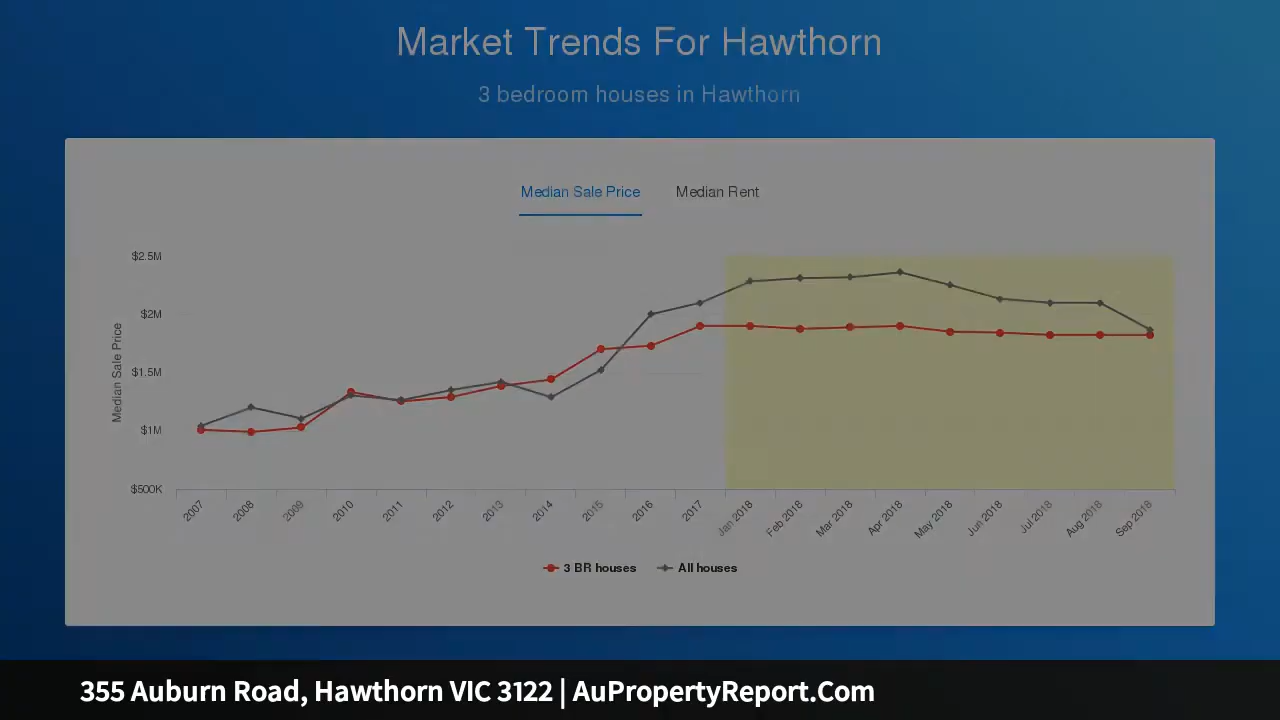 Market Trends For Hawthorn
3 bedroom houses in Hawthorn
Median Sale Price Median Rent
$2.5M
$2M
$1.5M
$1M
$500K
Median Sale Price
2007 2008 2009 2010 2011 2012 2013 2014 2015 2016 2017 Jan 2018 Feb 2018 Mar 2018 Apr 2018 May 2018 Jun 2018 Jul 2018 Aug 2018 Sep 2018
3 BR houses All houses
355 Auburn Road, Hawthorn VIC 3122 | AuPropertyReport.Com